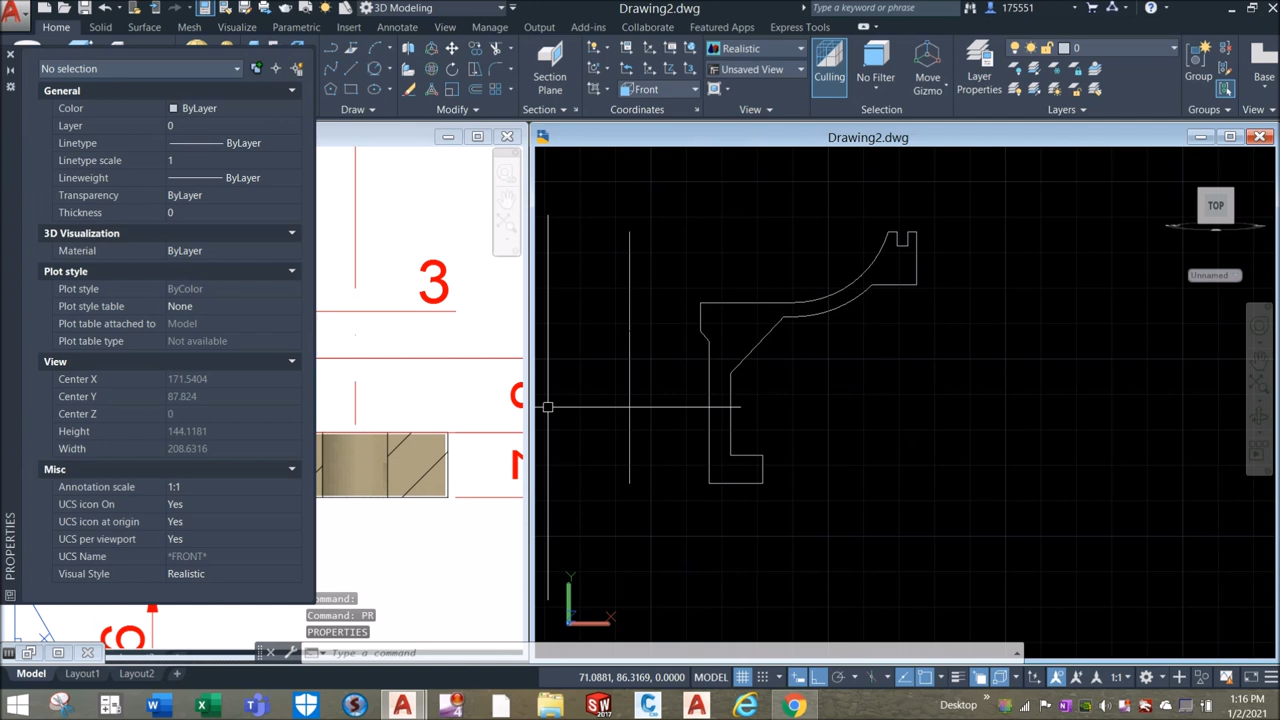 3D Modeling
Drawing2.dwg
Type here to search
175551
Home Solid Surface Mesh Visualize Parametric Insert Annotate View Manage Output Add-ins Collaborate Featured Apps
No selection
General
Color ByLayer
Layer 0
Linetype ByLayer
Linetype scale 1
Lineweight ByLayer
Transparency ByLayer
Thickness 0
3D Visualization
Material ByLayer
Plot style
Plot style ByColor
Plot style table None
Plot table attached to Model
Plot table type Not available
View
Center X 171.5404
Center Y 87.824
Center Z 0
Height 144.1181
Width 208.6316
Misc
Annotation scale 1:1
UCS icon On Yes
UCS icon at origin Yes
UCS per viewport Yes
UCS Name *FRONT*
Visual Style Realistic
PROPERTIES
Draw
Modify
Section Plane
Section
Front
Coordinates
Realistic
Unsaved View
View
Culling
No Filter
Move Gizmo
Selection
Layer Properties
0
Layers
Group
Groups
Base
View
Drawing2.dwg
3
TOP
Unnamed
Y
X
Command:
Command: PR
PROPERTIES
Type a command
Model Layout1 Layout2 +
71.0881, 86.369, 0.0000 MODEL
1:1
Desktop
1:16 PM
1/2/2021